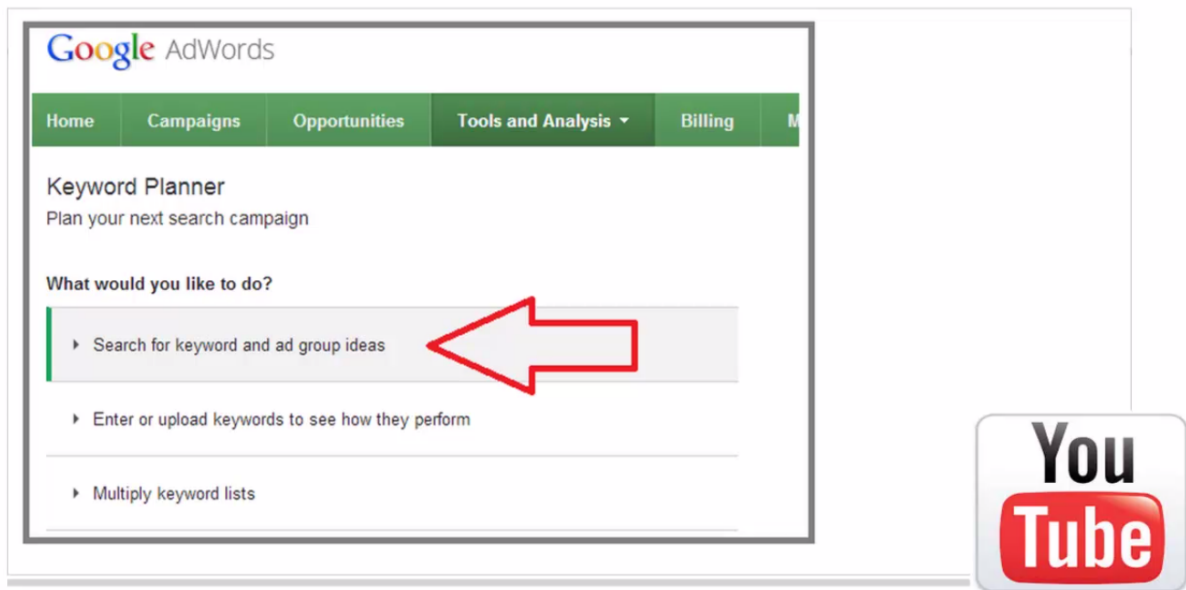 Google AdWords
Home Campaigns Opportunities Tools and Analysis Billing
Keyword Planner
Plan your next search campaign
What would you like to do?
Search for keyword and ad group ideas
Enter or upload keywords to see how they perform
Multiply keyword lists
You
Tube